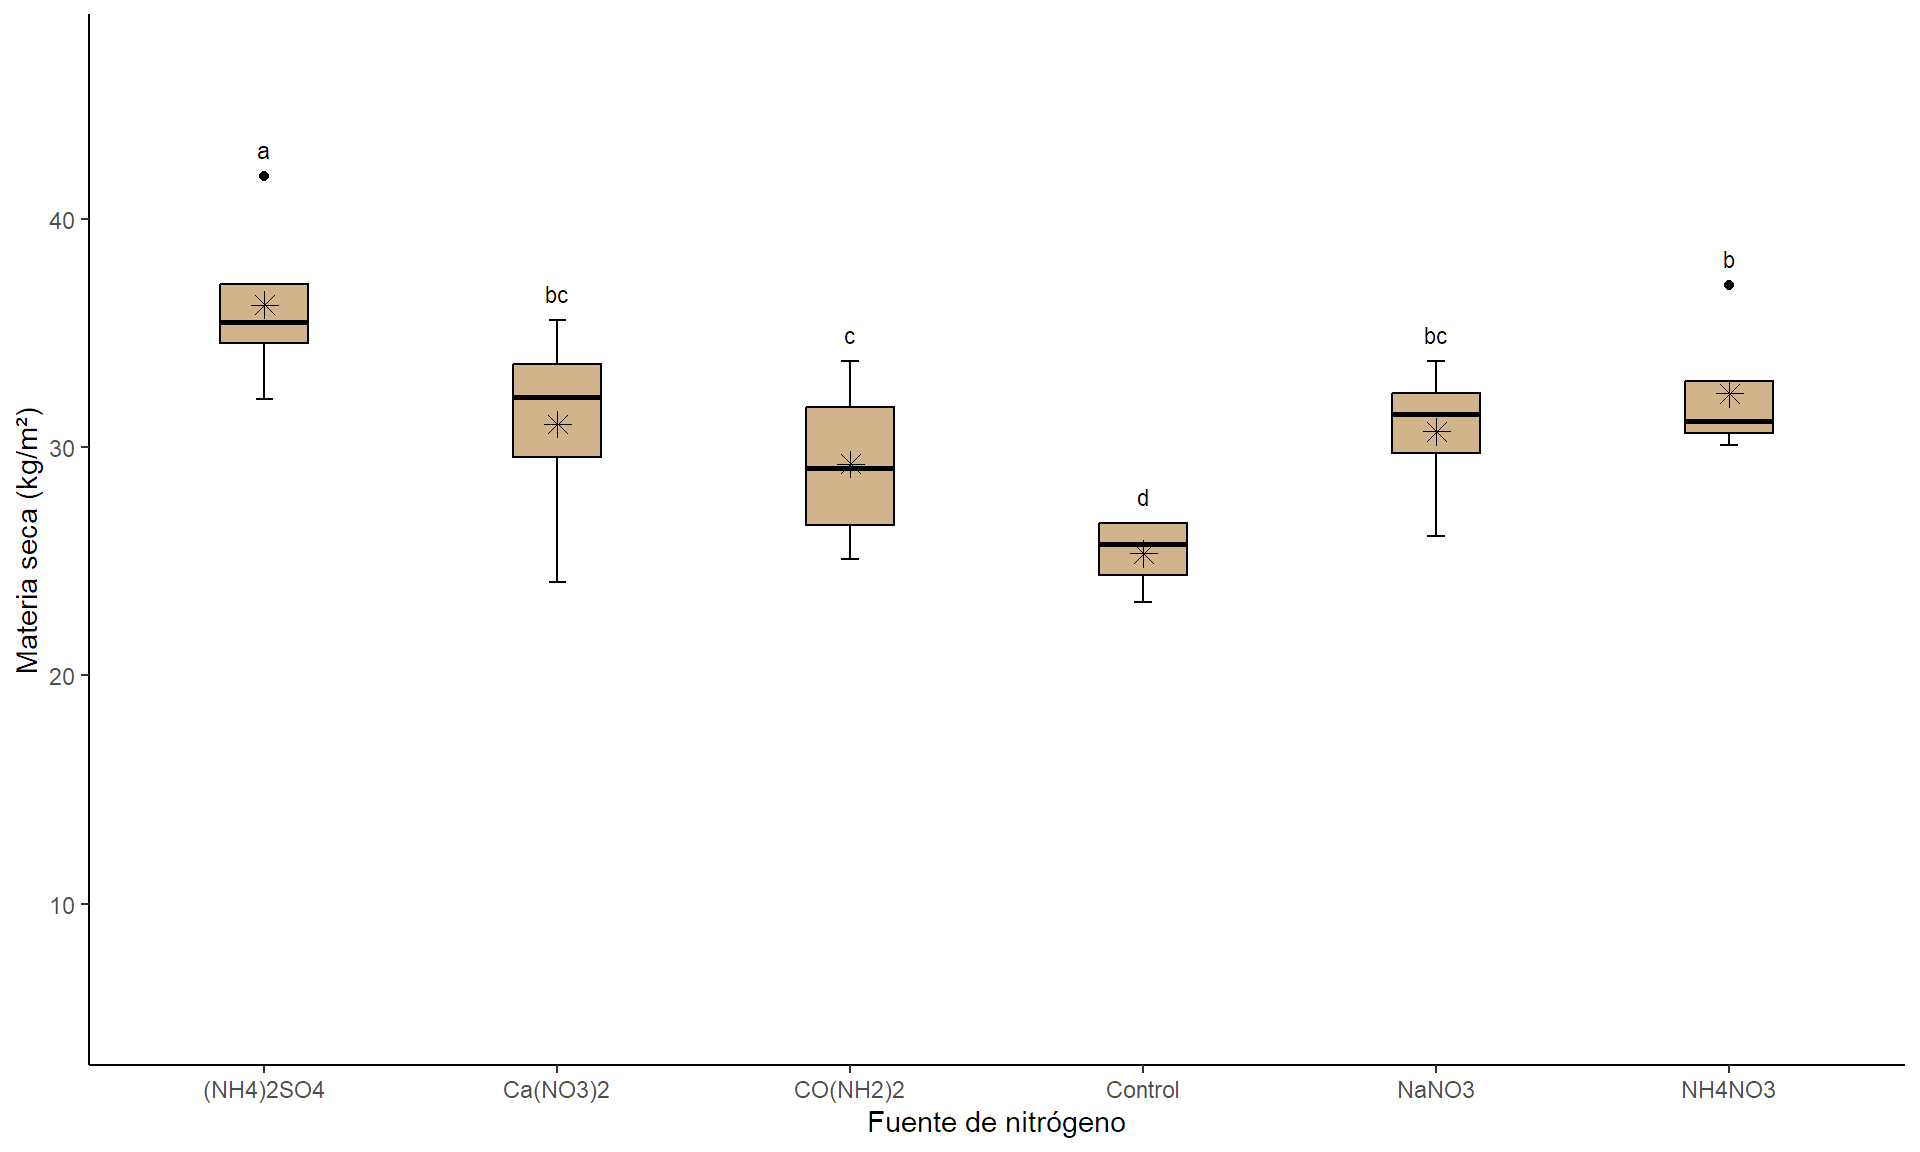 a
40
b
bc
c
bc
Materia seca (kg/m²)
30
d
20
10
(NH4)2SO4 Ca(NO3)2 CO(NH2)2 Control NaNO3 NH4NO3
Fuente de nitrógeno